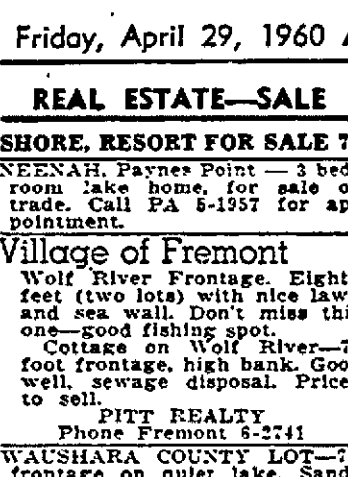 Friday, April 29, 1960
REAL ESTATE—SALE
SHORE, RESORT FOR SALE 7
NEENAH, Paynes Point — 3 bed
room lake home, for sale o
trade. Call PA 5-1957 for ap
pointment.
Village of Fremont
Wolf River Frontage. Eight
feet (two lots) with nice law
and sea wall. Don't miss thi
one—good fishing spot.
Cottage on Wolf River—7
foot frontage, high bank. Goo
well, sewage disposal. Price
to sell.
PITT REALTY
Phone Fremont 6-2741
WAUSHARA COUNTY LOT—7
frontage on quiet lake. Sand